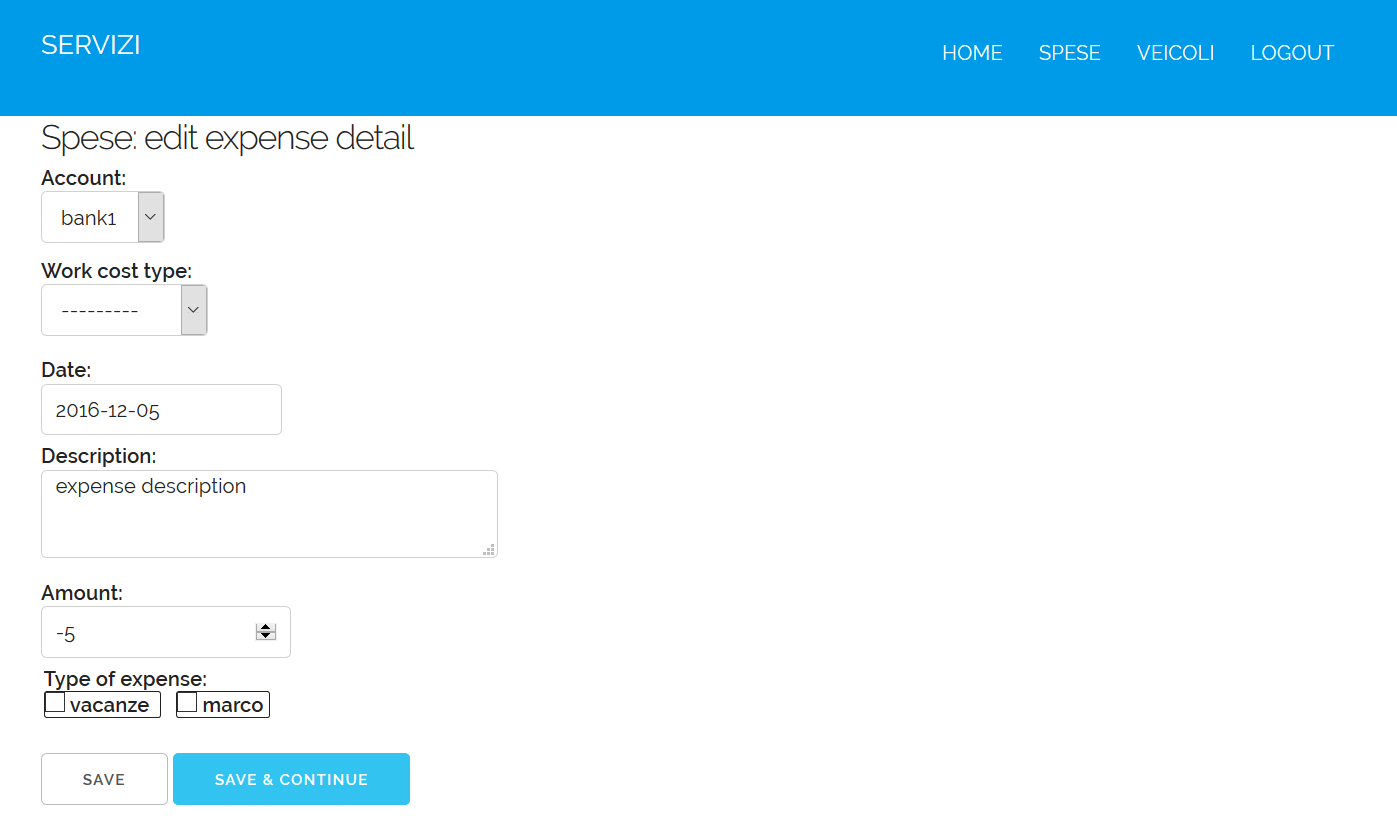 SERVIZI
HOME SPESE VEICOLI LOGOUT
Spese: edit expense detail
Account:
bank1
Work cost type:
---------
Date:
2016-12-05
Description:
expense description
Amount:
-5
Type of expense:
vacanze marco
SAVE SAVE & CONTINUE